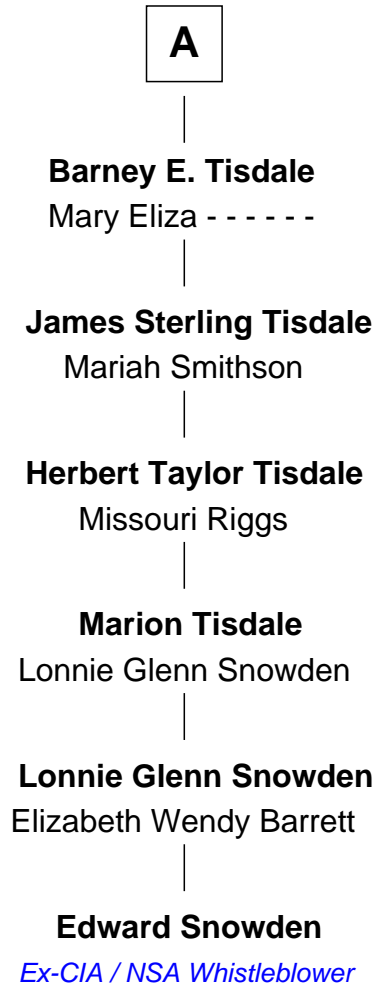 A
Barney E. Tisdale
Mary Eliza - - - - - -
James Sterling Tisdale
Mariah Smithson
Herbert Taylor Tisdale
Missouri Riggs
Marion Tisdale
Lonnie Glenn Snowden
Lonnie Glenn Snowden
Elizabeth Wendy Barrett
Edward Snowden
Ex-CIA / NSA Whistleblower